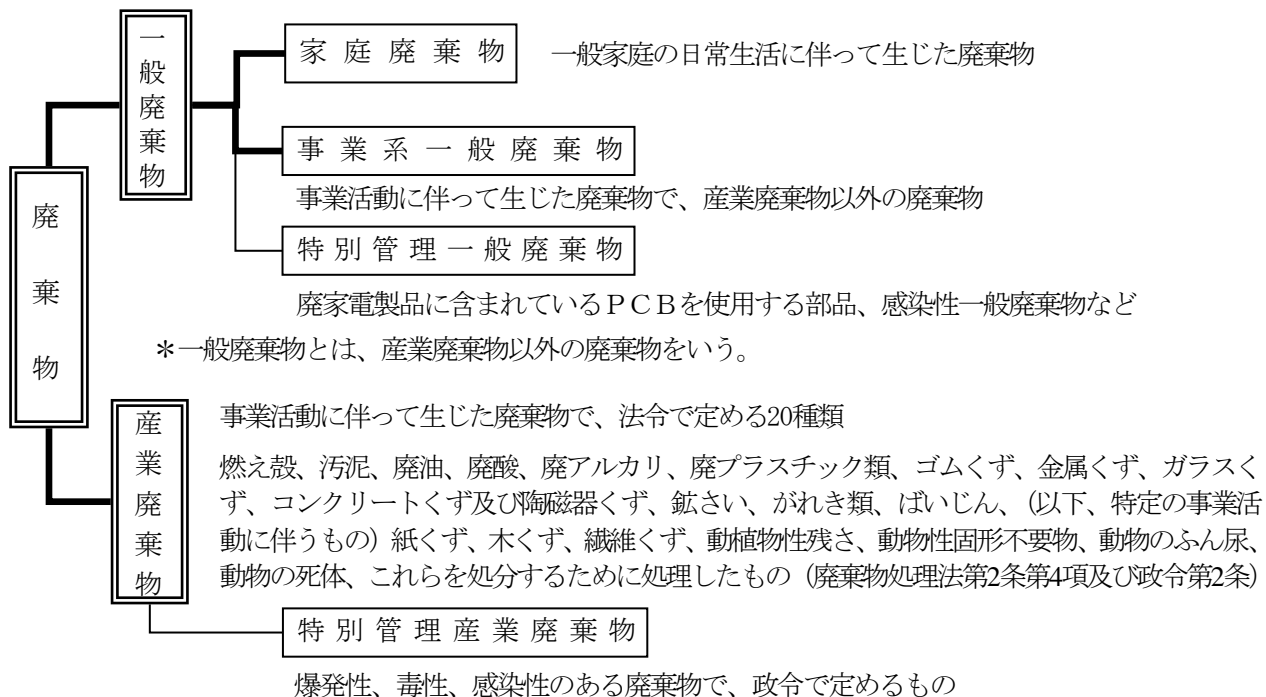 廃棄物
一般廃棄物
家庭廃棄物
一般家庭の日常生活に伴って生じた廃棄物
事業系一般廃棄物
事業活動に伴って生じた廃棄物で、産業廃棄物以外の廃棄物
特別管理一般廃棄物
廃家電製品に含まれているＰＣＢを使用する部品、感染性一般廃棄物など
＊一般廃棄物とは、産業廃棄物以外の廃棄物をいう。
産業廃棄物
事業活動に伴って生じた廃棄物で、法令で定める20種類
燃え殻、汚泥、廃油、廃酸、廃アルカリ、廃プラスチック類、ゴムくず、金属くず、ガラスく
ず、コンクリートくず及び陶磁器くず、鉱さい、がれき類、ばいじん、（以下、特定の事業活
動に伴うもの）紙くず、木くず、繊維くず、動植物性残さ、動物性固形不要物、動物のふん尿、
動物の死体、これらを処分するために処理したもの（廃棄物処理法第2条第4項及び政令第2条）
特別管理産業廃棄物
爆発性、毒性、感染性のある廃棄物で、政令で定めるもの